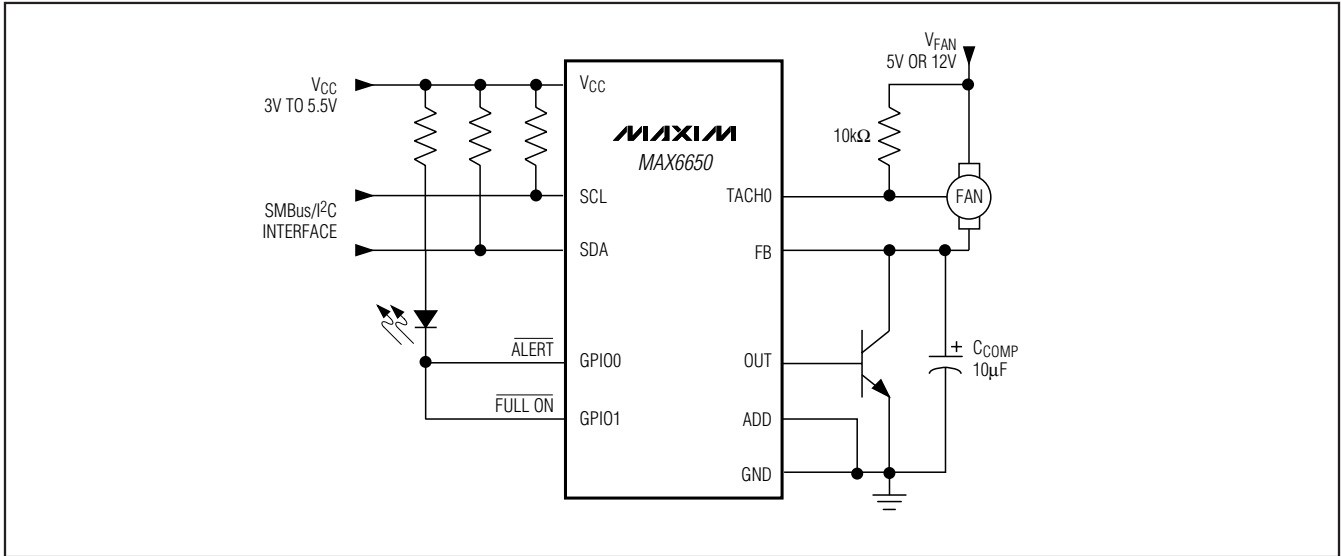 VCC
3V TO 5.5V
SMBus/I2C
INTERFACE
ALERT
FULL ON
VCC
MAXIM
MAX6650
SCL
SDA
GPIO0
GPIO1
TACH0
FB
OUT
ADD
GND
VFAN
5V OR 12V
10kΩ
FAN
+
CCOMP
10µF